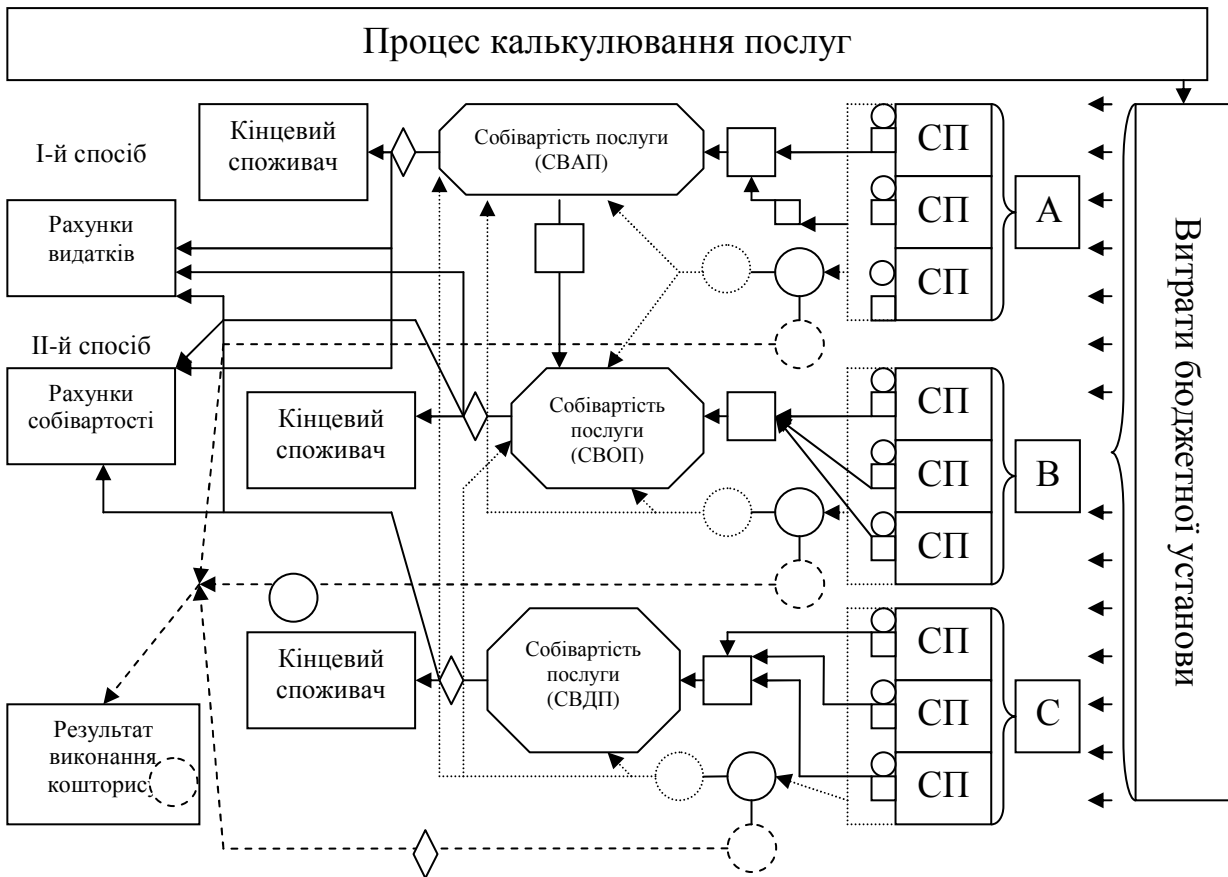 Процес калькулювання послуг
І-й спосіб
Кінцевий
споживач
Собівартість послуги
(СВАП)
СП
СП
СП
А
Рахунки
видатків
ІІ-й спосіб
Рахунки
собівартості
Кінцевий
споживач
Собівартість
послуги
(СВОП)
СП
СП
СП
В
Витрати бюджетної установи
Кінцевий
споживач
Собівартість
послуги
(СВДП)
СП
СП
СП
С
Результат
виконання
кошторис